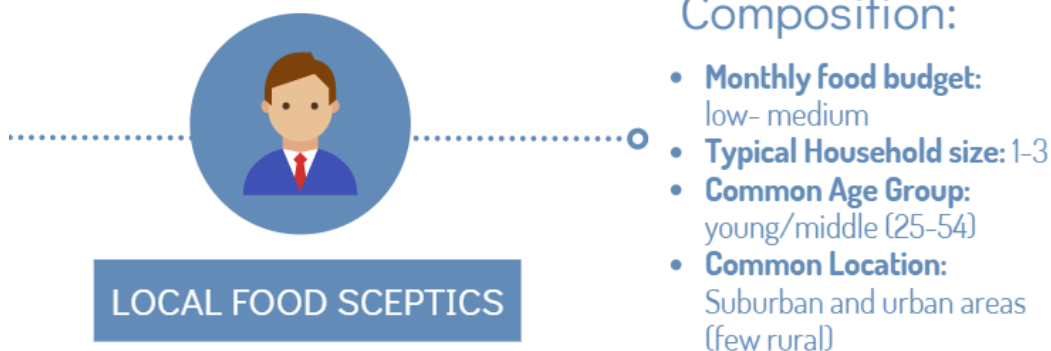 Composition:
• Monthly food budget:
low- medium
• Typical Household size: 1-3
• Common Age Group:
young/middle (25-54)
• Common Location:
Suburban and urban areas
(few rural)
LOCAL FOOD SCEPTICS